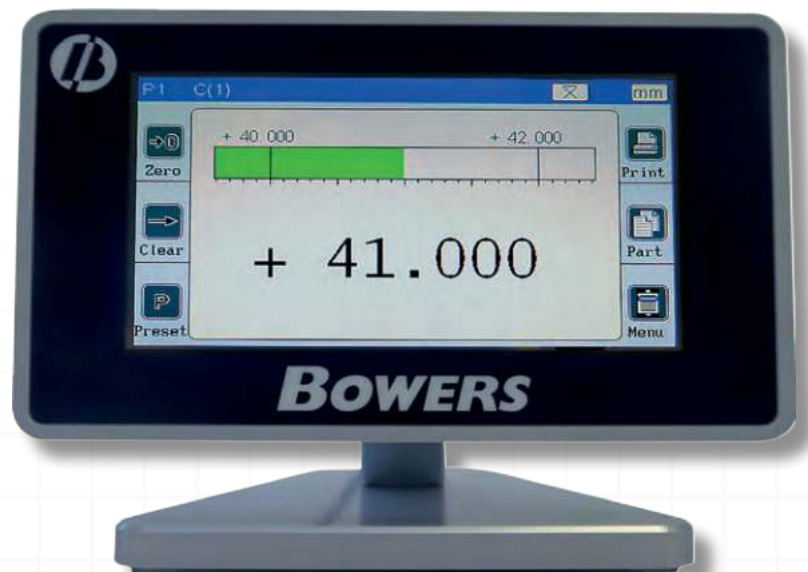 P1 C(1) mm
+ 40.000 + 42.000
Zero Print
+ 41.000
Clear Part
Preset Menu
BOWERS